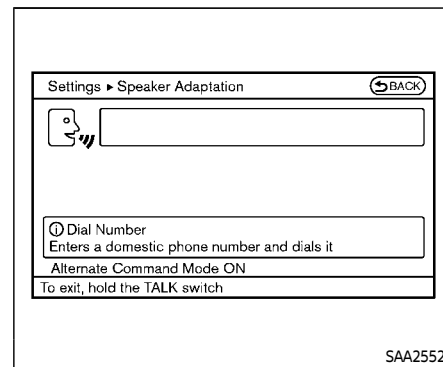 Settings ▸ Speaker Adaptation
BACK
Dial Number
Enters a domestic phone number and dials it
Alternate Command Mode ON
To exit, hold the TALK switch
SAA2552